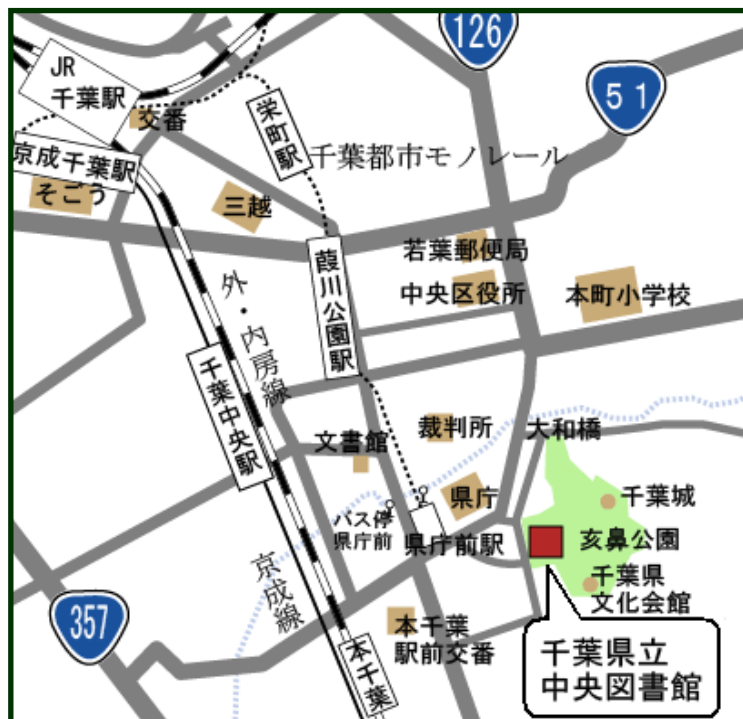 126
JR
千葉駅
51
交番
栄町駅
千葉都市モノレール
京成千葉駅
そごう
三越
若葉郵便局
葭川公園駅
中央区役所
本町小学校
外・内房線
千葉中央駅
裁判所
大和橋
文書館
県庁
千葉城
バス停
県庁前
県庁前駅
亥鼻公園
京成線
千葉県
文化会館
357
本千葉
駅前交番
本千葉
千葉県立
中央図書館